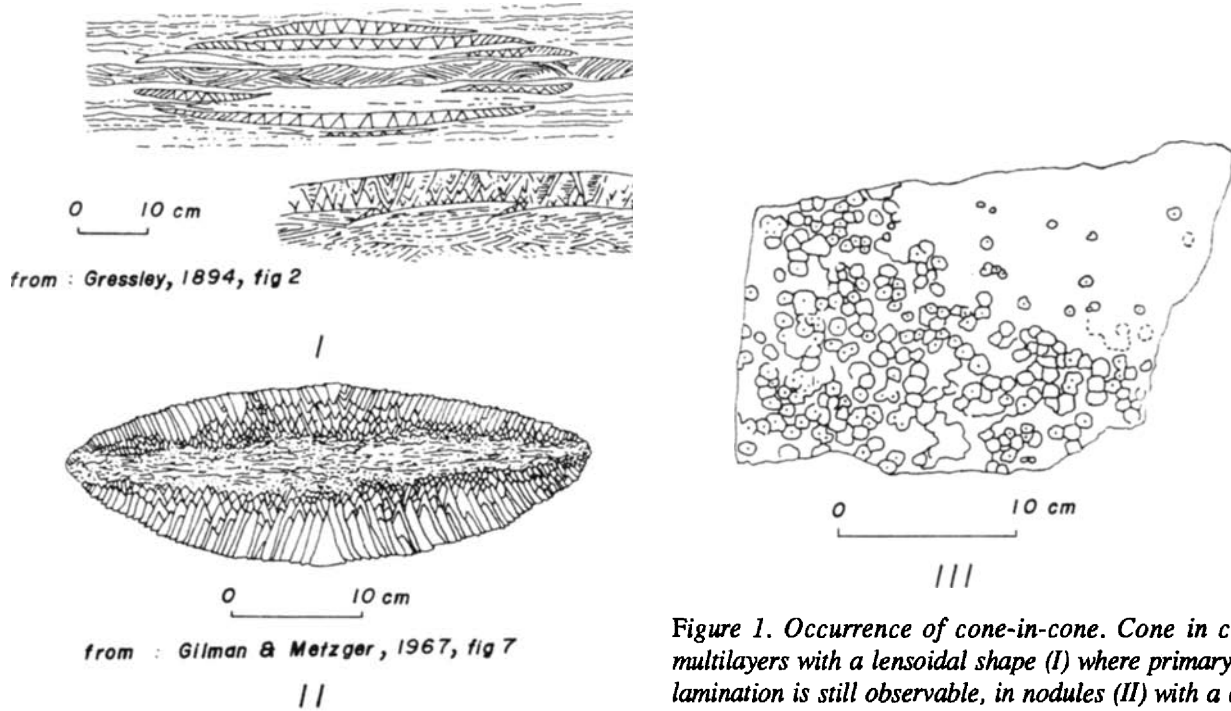 0 10 cm
from : Gressley, 1894, fig 2
I
0 10 cm
from : Gilman & Metzger, 1967, fig 7
II
0 10 cm
III
Figure 1. Occurrence of cone-in-cone. Cone in c
multilayers with a lensoidal shape (I) where primary
lamination is still observable, in nodules (II) with a